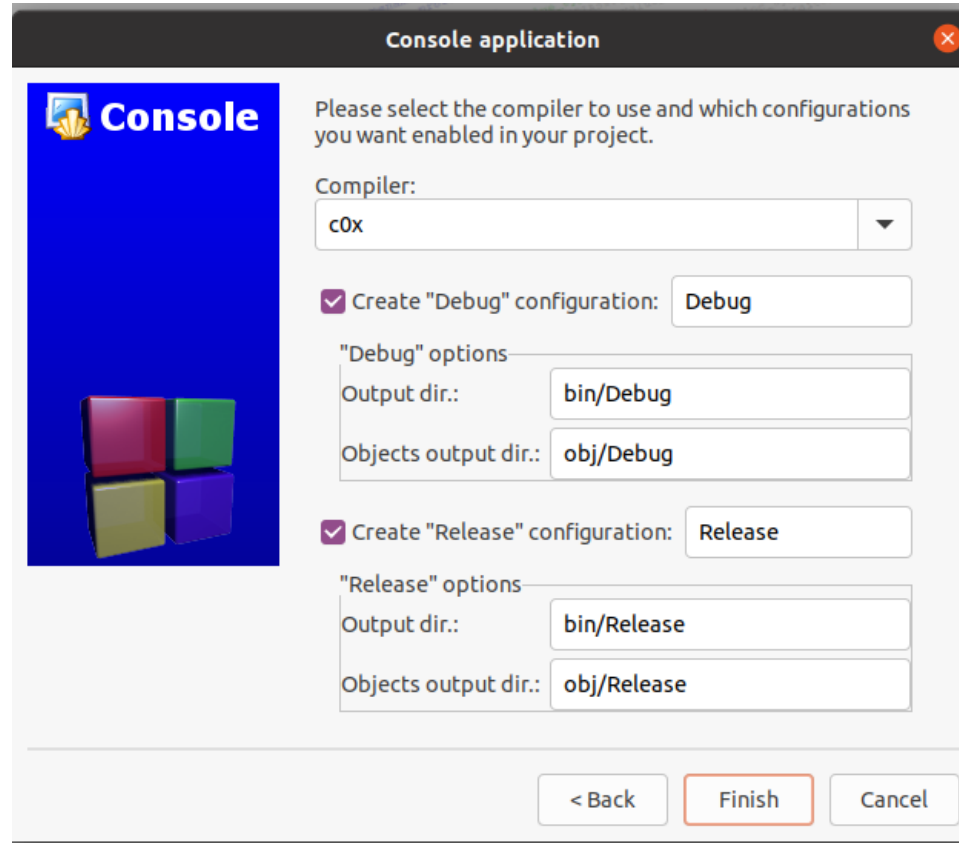 Console application
Console
Please select the compiler to use and which configurations
you want enabled in your project.
Compiler:
c0x
Create "Debug" configuration: Debug
"Debug" options
Output dir.: bin/Debug
Objects output dir.: obj/Debug
Create "Release" configuration: Release
"Release" options
Output dir.: bin/Release
Objects output dir.: obj/Release
< Back Finish Cancel